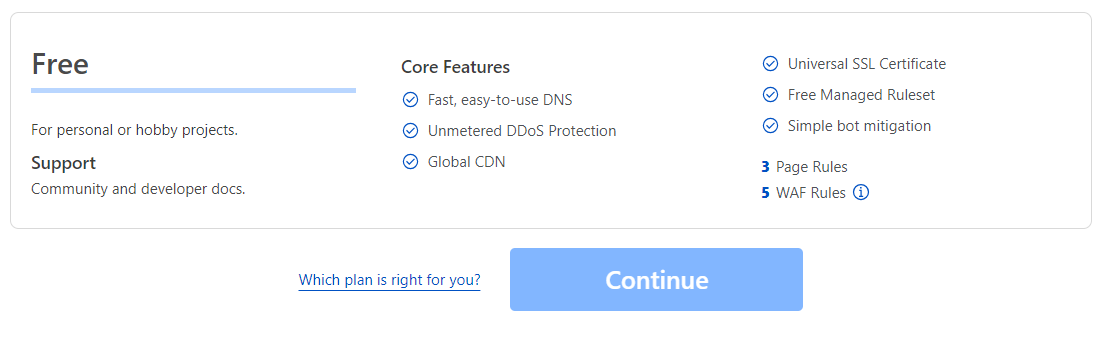 Free
For personal or hobby projects.
Support
Community and developer docs.
Core Features
Fast, easy-to-use DNS
Unmetered DDoS Protection
Global CDN
Universal SSL Certificate
Free Managed Ruleset
Simple bot mitigation
3 Page Rules
5 WAF Rules
Which plan is right for you?
Continue